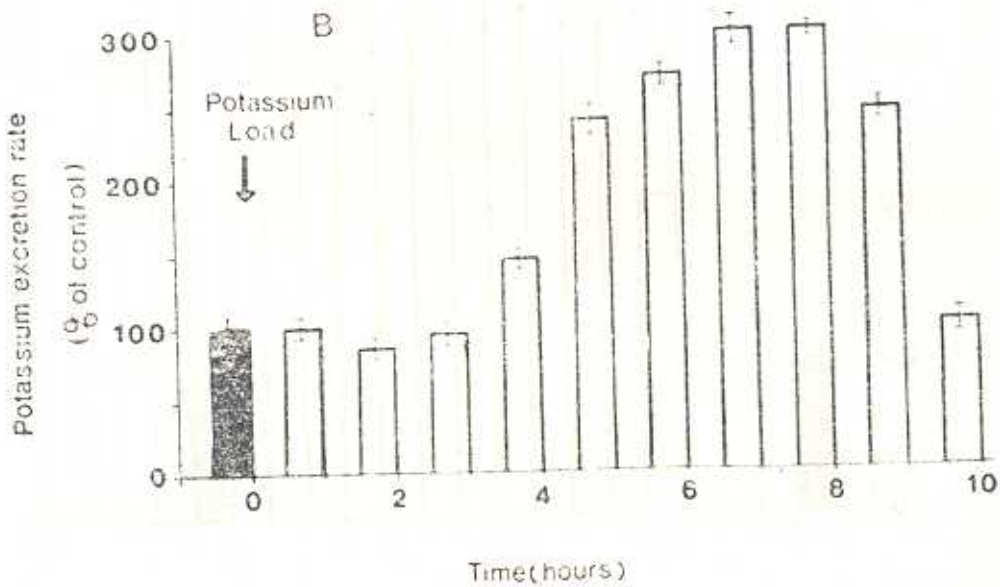 B
300
Potassium
Load
200
100
0
Potassium excretion rate
(% of control)
0 2 4 6 8 10
Time(hours)